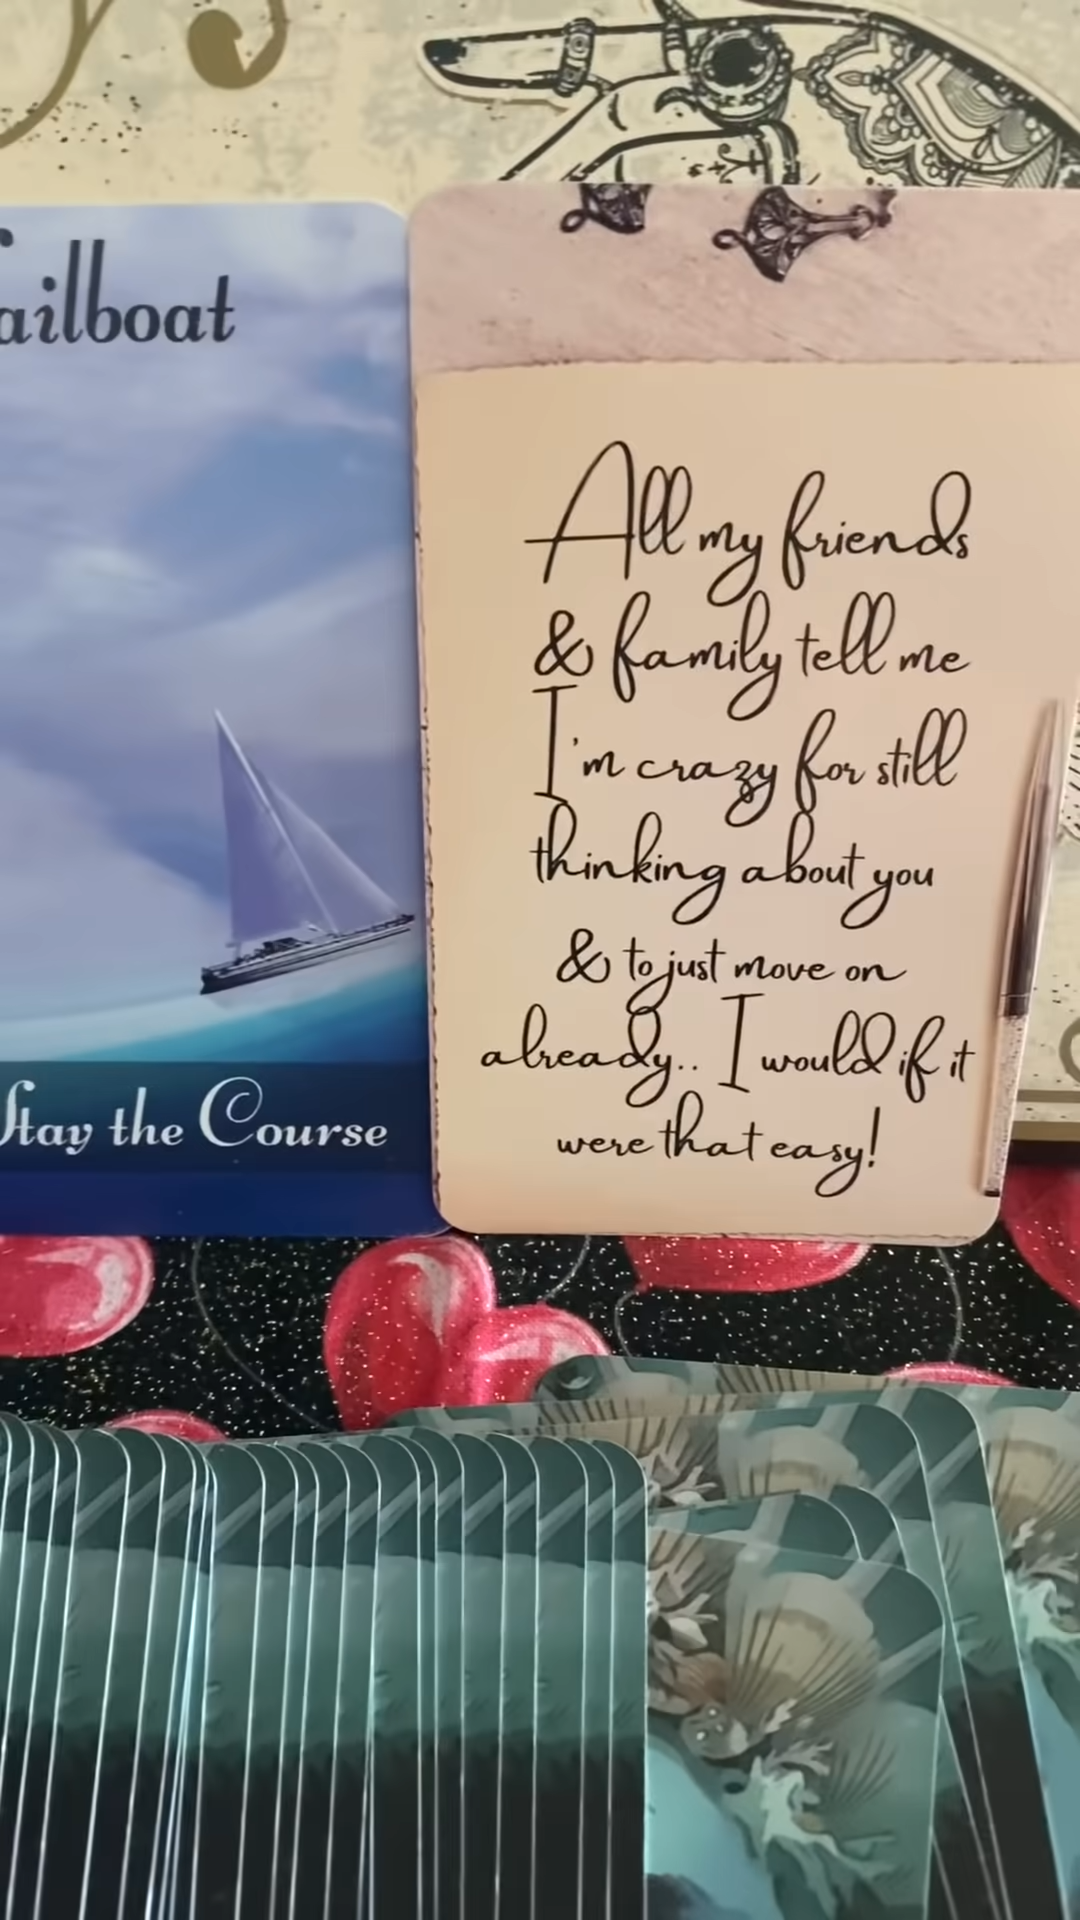 ailboat
Stay the Course
All my friends
& family tell me
I'm crazy for still
thinking about you
& to just move on
already.. I would if it
were that easy!